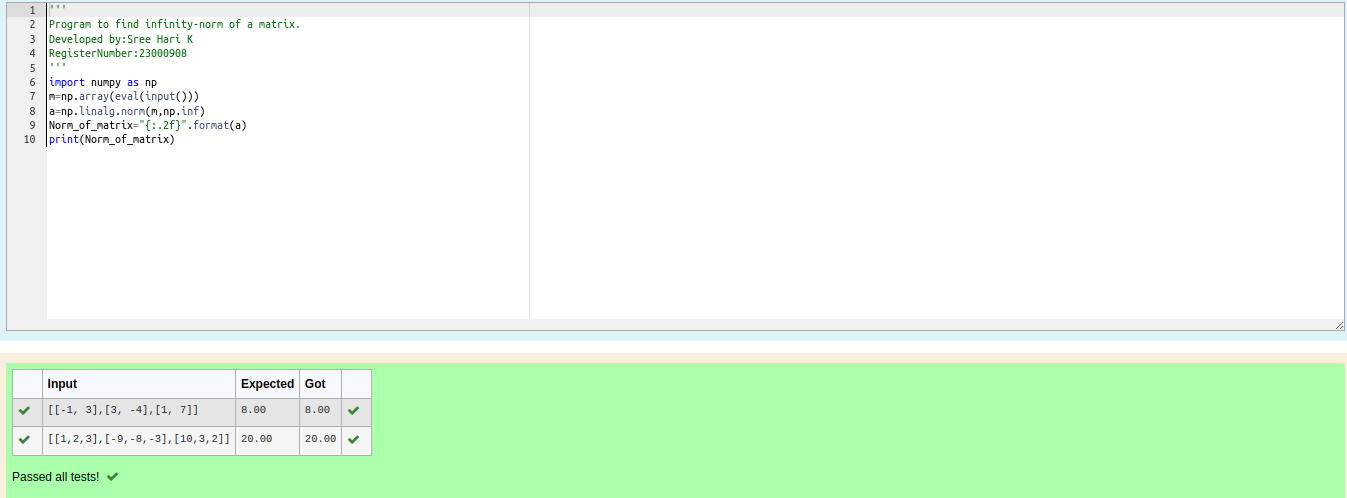 1 '''
2 Program to find infinity-norm of a matrix.
3 Developed by:Sree Hari K
4 RegisterNumber:23000908
5 '''
6 import numpy as np
7 m=np.array(eval(input()))
8 a=np.linalg.norm(m,np.inf)
9 Norm_of_matrix="{:.2f}".format(a)
10 print(Norm_of_matrix)
Input Expected Got
[[-1, 3],[3, -4],[1, 7]] 8.00 8.00
[[1,2,3],[-9,-8,-3],[10,3,2]] 20.00 20.00
Passed all tests!